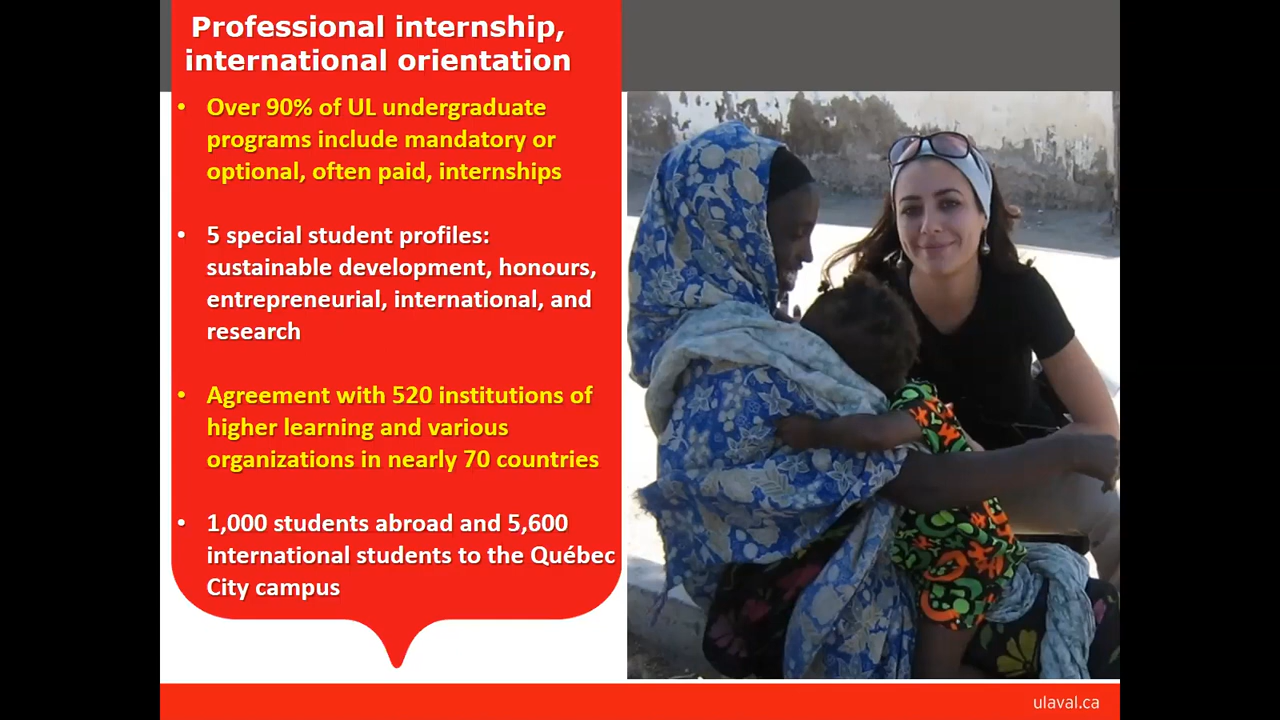 Professional internship,
international orientation
• Over 90% of UL undergraduate
programs include mandatory or
optional, often paid, internships
• 5 special student profiles:
sustainable development, honours,
entrepreneurial, international, and
research
• Agreement with 520 institutions of
higher learning and various
organizations in nearly 70 countries
• 1,000 students abroad and 5,600
international students to the Québec
City campus
ulaval.ca